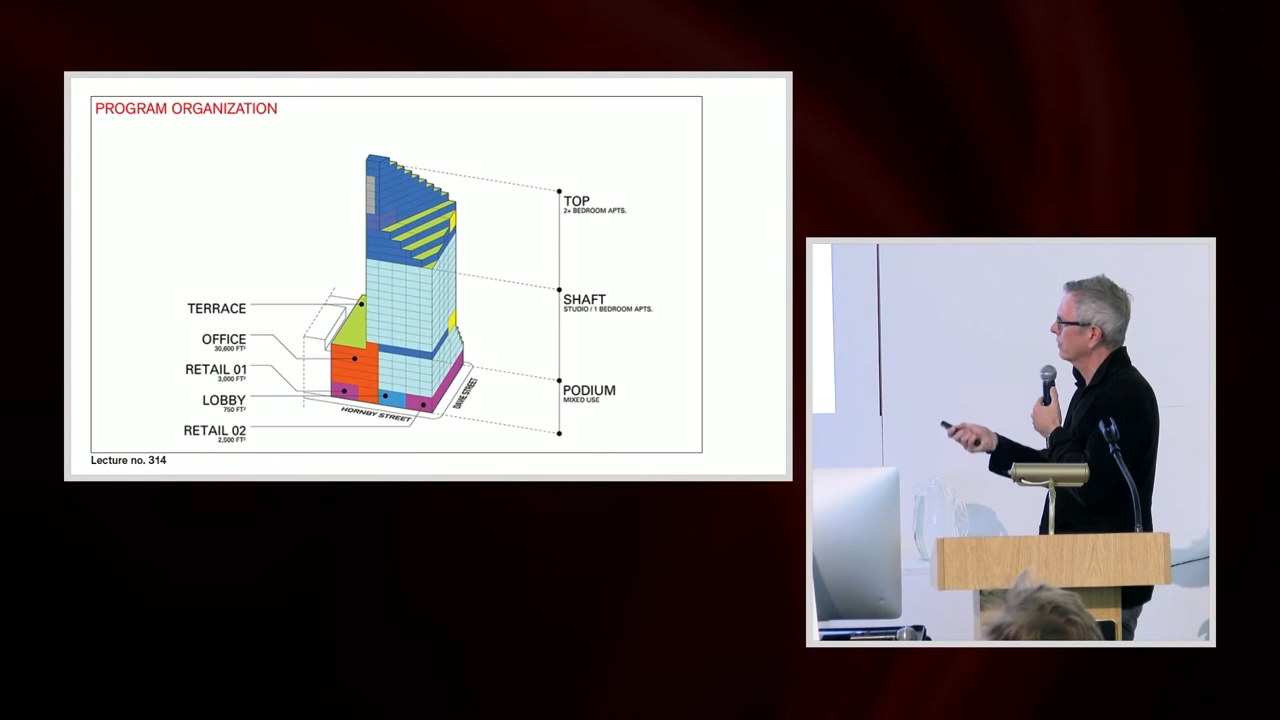 PROGRAM ORGANIZATION
TOP
2+ BEDROOM APTS.
SHAFT
STUDIO / 1 BEDROOM APTS.
TERRACE
OFFICE
30,600 FT²
RETAIL 01
3,000 FT²
LOBBY
750 FT²
RETAIL 02
2,500 FT²
PODIUM
MIXED USE
HORNBY STREET
DAVIE STREET
Lecture no. 314